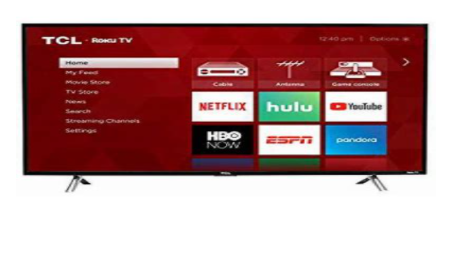 TCL · Roku TV
12:40 pm | Options
Home
My Feed
Movie Store
TV Store
News
Search
Streaming Channels
Settings
Cable
Antenna
Game console
NETFLIX
hulu
YouTube
HBO
NOW
ESPN
pandora
TCL